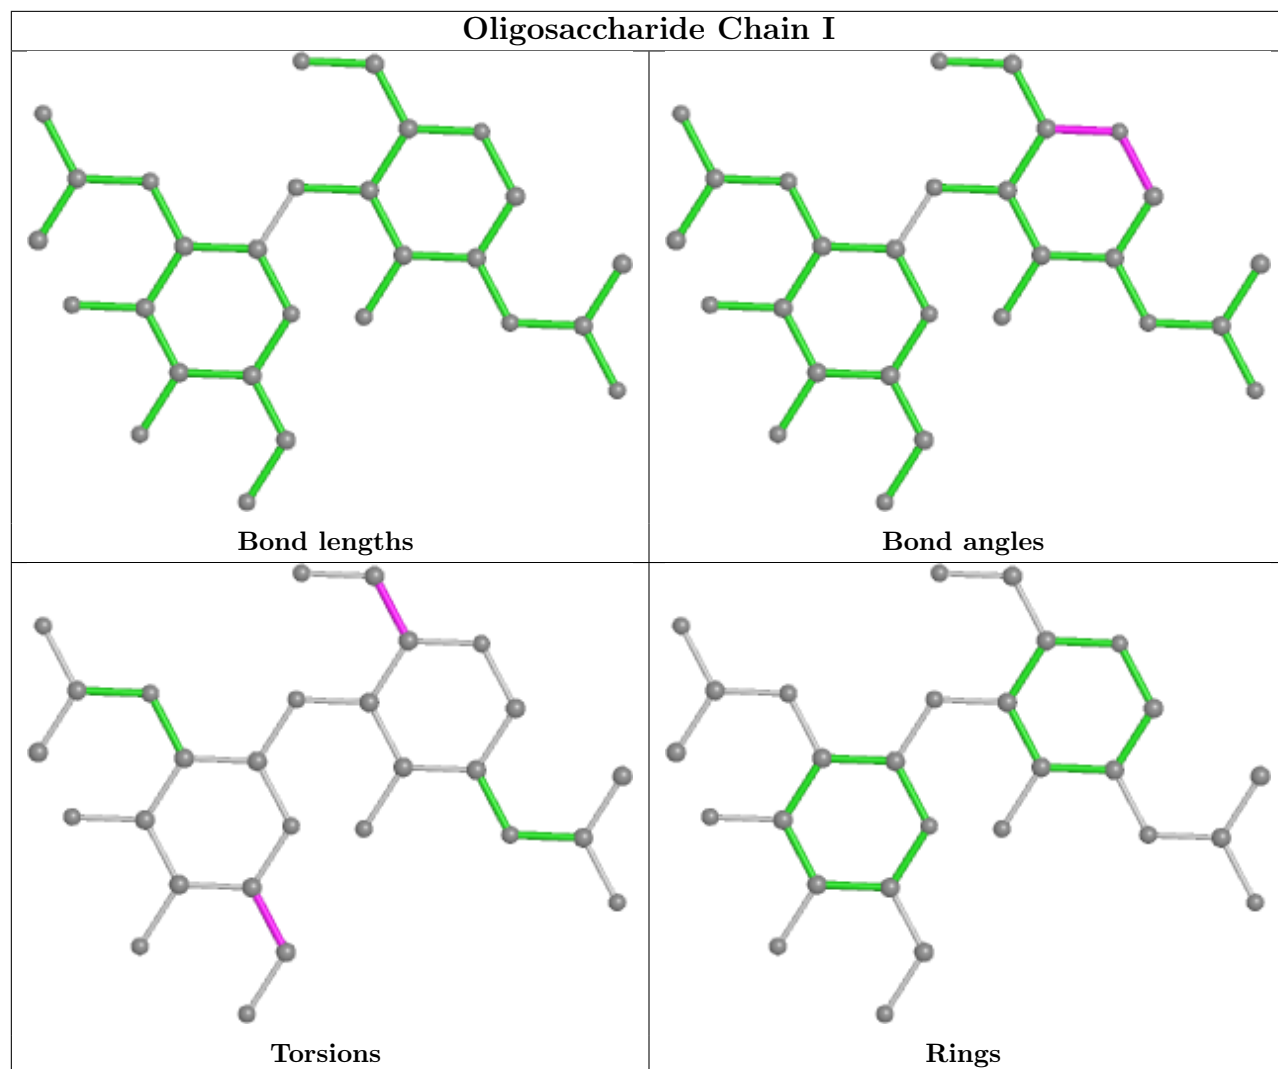 Oligosaccharide Chain I
Bond lengths
Bond angles
Torsions
Rings